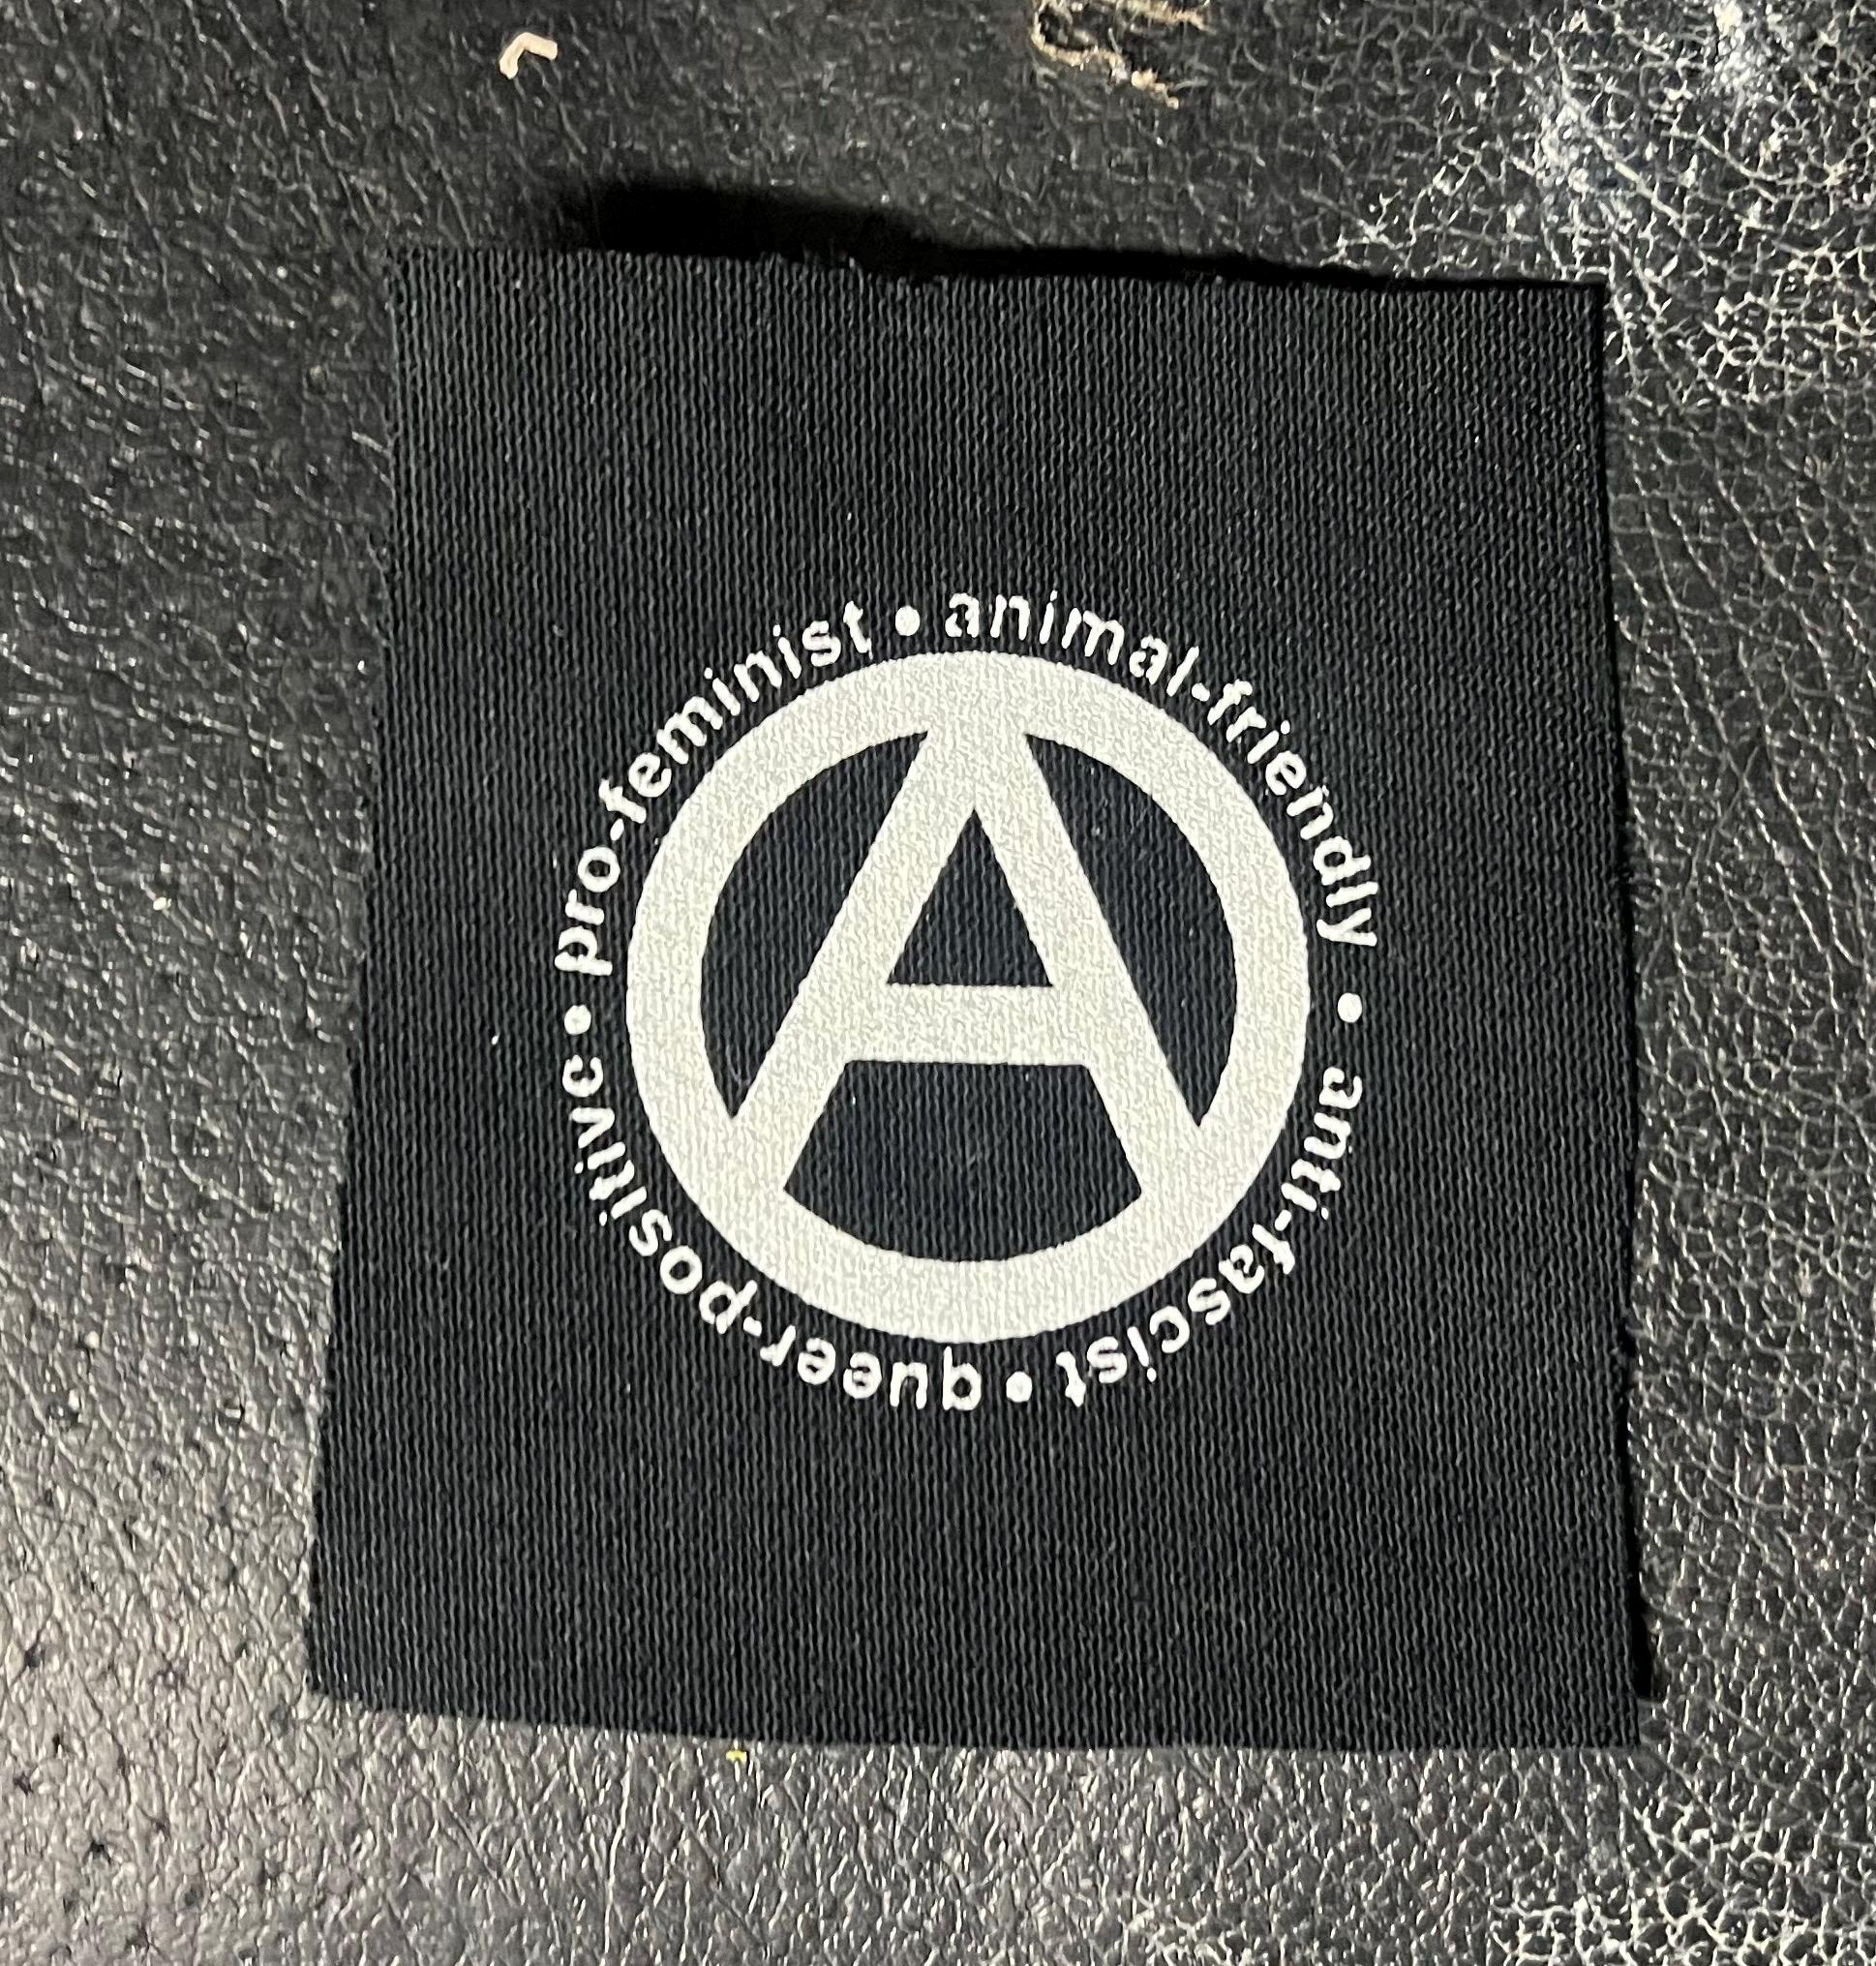 animal-friendly • anti-fascist • queer-positive • pro-feminist •
A